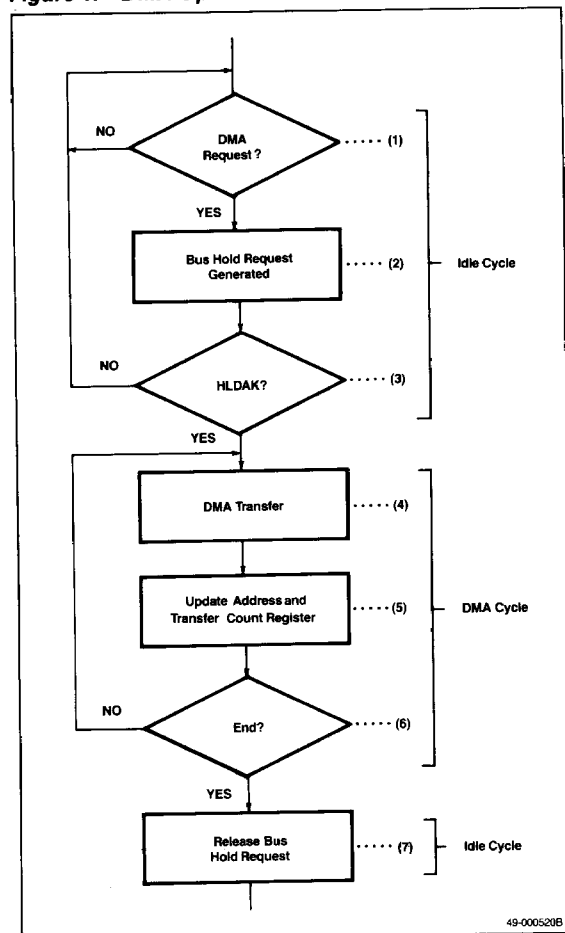 DMA
Request?
NO
(1)
YES
Bus Hold Request
Generated
(2)
Idle Cycle
HLDAK?
NO
(3)
YES
DMA Transfer
(4)
Update Address and
Transfer Count Register
(5)
DMA Cycle
End?
NO
(6)
YES
Release Bus
Hold Request
(7)
Idle Cycle
49-000520B